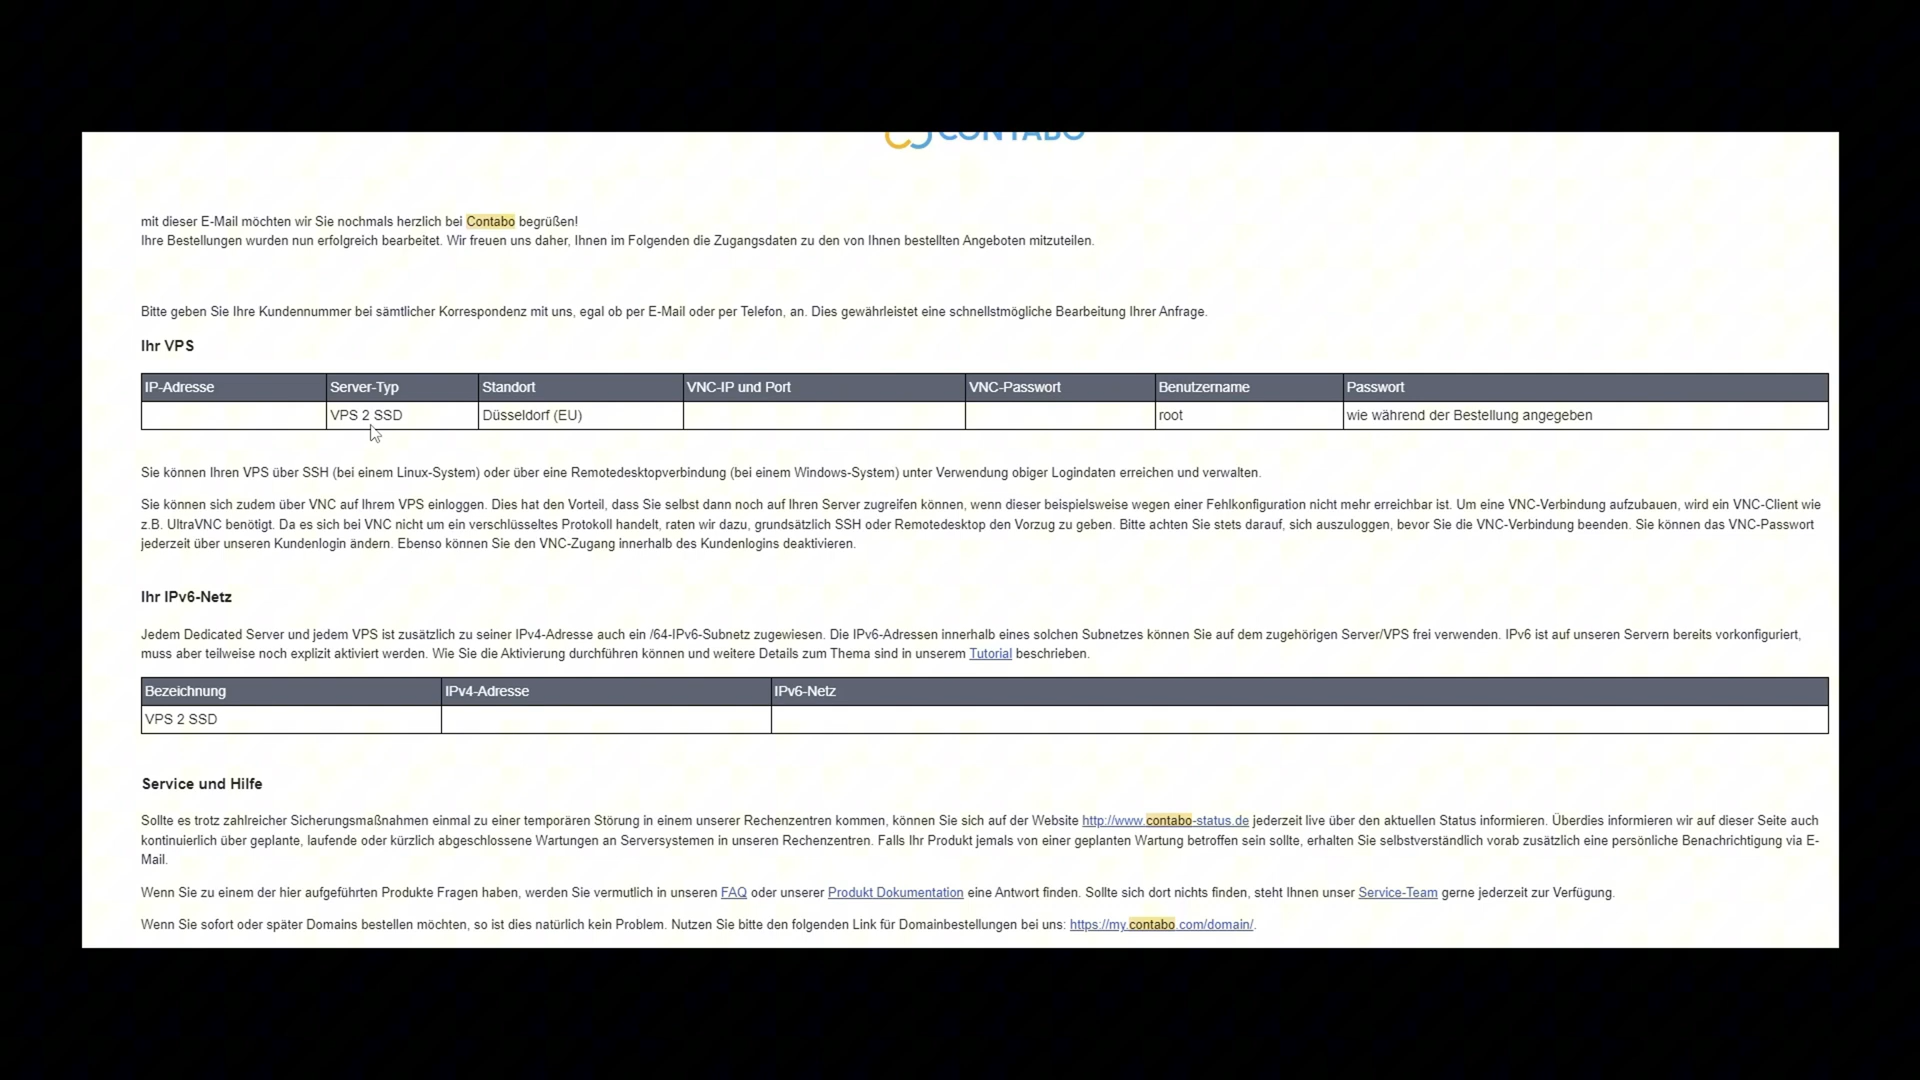 CONTABO
mit dieser E-Mail möchten wir Sie nochmals herzlich bei Contabo begrüßen!
Ihre Bestellungen wurden nun erfolgreich bearbeitet. Wir freuen uns daher, Ihnen im Folgenden die Zugangsdaten zu den von Ihnen bestellten Angeboten mitzuteilen.
Bitte geben Sie Ihre Kundennummer bei sämtlicher Korrespondenz mit uns, egal ob per E-Mail oder per Telefon, an. Dies gewährleistet eine schnellstmögliche Bearbeitung Ihrer Anfrage.
Ihr VPS
IP-Adresse Server-Typ Standort VNC-IP und Port VNC-Passwort Benutzername Passwort
VPS 2 SSD Düsseldorf (EU) root wie während der Bestellung angegeben
Sie können Ihren VPS über SSH (bei einem Linux-System) oder über eine Remotedesktopverbindung (bei einem Windows-System) unter Verwendung obiger Logindaten erreichen und verwalten.
Sie können sich zudem über VNC auf Ihrem VPS einloggen. Dies hat den Vorteil, dass Sie selbst dann noch auf Ihren Server zugreifen können, wenn dieser beispielsweise wegen einer Fehlkonfiguration nicht mehr erreichbar ist. Um eine VNC-Verbindung aufzubauen, wird ein VNC-Client wie
z.B. UltraVNC benötigt. Da es sich bei VNC nicht um ein verschlüsseltes Protokoll handelt, raten wir dazu, grundsätzlich SSH oder Remotedesktop den Vorzug zu geben. Bitte achten Sie stets darauf, sich auszuloggen, bevor Sie die VNC-Verbindung beenden. Sie können das VNC-Passwort
jederzeit über unseren Kundenlogin ändern. Ebenso können Sie den VNC-Zugang innerhalb des Kundenlogins deaktivieren.
Ihr IPv6-Netz
Jedem Dedicated Server und jedem VPS ist zusätzlich zu seiner IPv4-Adresse auch ein /64-IPv6-Subnetz zugewiesen. Die IPv6-Adressen innerhalb eines solchen Subnetzes können Sie auf dem zugehörigen Server/VPS frei verwenden. IPv6 ist auf unseren Servern bereits vorkonfiguriert,
muss aber teilweise noch explizit aktiviert werden. Wie Sie die Aktivierung durchführen können und weitere Details zum Thema sind in unserem Tutorial beschrieben.
Bezeichnung IPv4-Adresse IPv6-Netz
VPS 2 SSD
Service und Hilfe
Sollte es trotz zahlreicher Sicherungsmaßnahmen einmal zu einer temporären Störung in einem unserer Rechenzentren kommen, können Sie sich auf der Website http://www.contabo-status.de jederzeit live über den aktuellen Status informieren. Überdies informieren wir auf dieser Seite auch
kontinuierlich über geplante, laufende oder kürzlich abgeschlossene Wartungen an Serversystemen in unseren Rechenzentren. Falls Ihr Produkt jemals von einer geplanten Wartung betroffen sein sollte, erhalten Sie selbstverständlich vorab zusätzlich eine persönliche Benachrichtigung via E-
Mail.
Wenn Sie zu einem der hier aufgeführten Produkte Fragen haben, werden Sie vermutlich in unseren FAQ oder unserer Produkt Dokumentation eine Antwort finden. Sollte sich dort nichts finden, steht Ihnen unser Service-Team gerne jederzeit zur Verfügung.
Wenn Sie sofort oder später Domains bestellen möchten, so ist dies natürlich kein Problem. Nutzen Sie bitte den folgenden Link für Domainbestellungen bei uns: https://my.contabo.com/domain/.